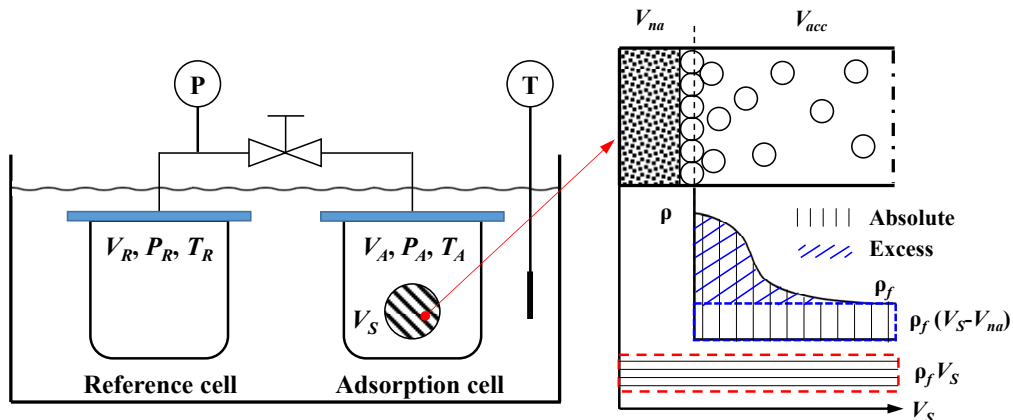 P
T
V_R, P_R, T_R
V_A, P_A, T_A
V_S
Reference cell
Adsorption cell
V_na
V_acc
ρ
Absolute
Excess
ρ_f
ρ_f (V_S-V_na)
ρ_f V_S
V_S